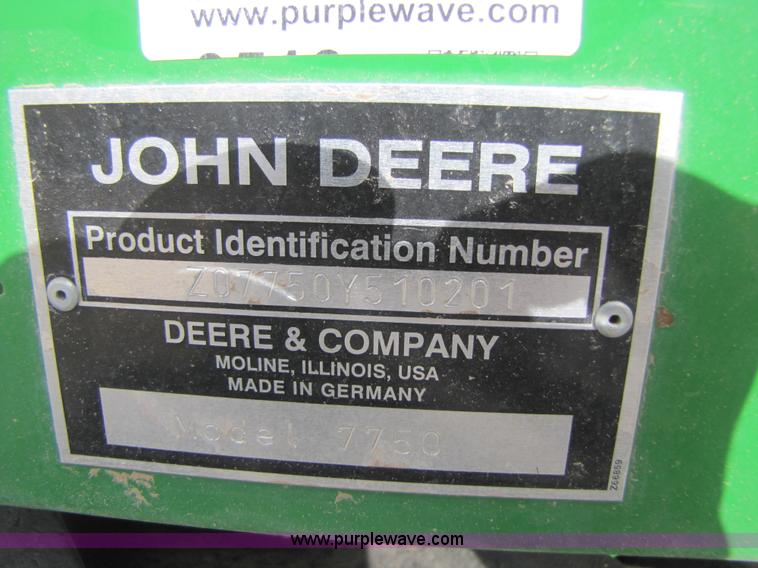 www.purplewave.com
JOHN DEERE
Product Identification Number
Z07750Y510201
DEERE & COMPANY
MOLINE, ILLINOIS, USA
MADE IN GERMANY
Model 7750
Z66859
www.purplewave.com